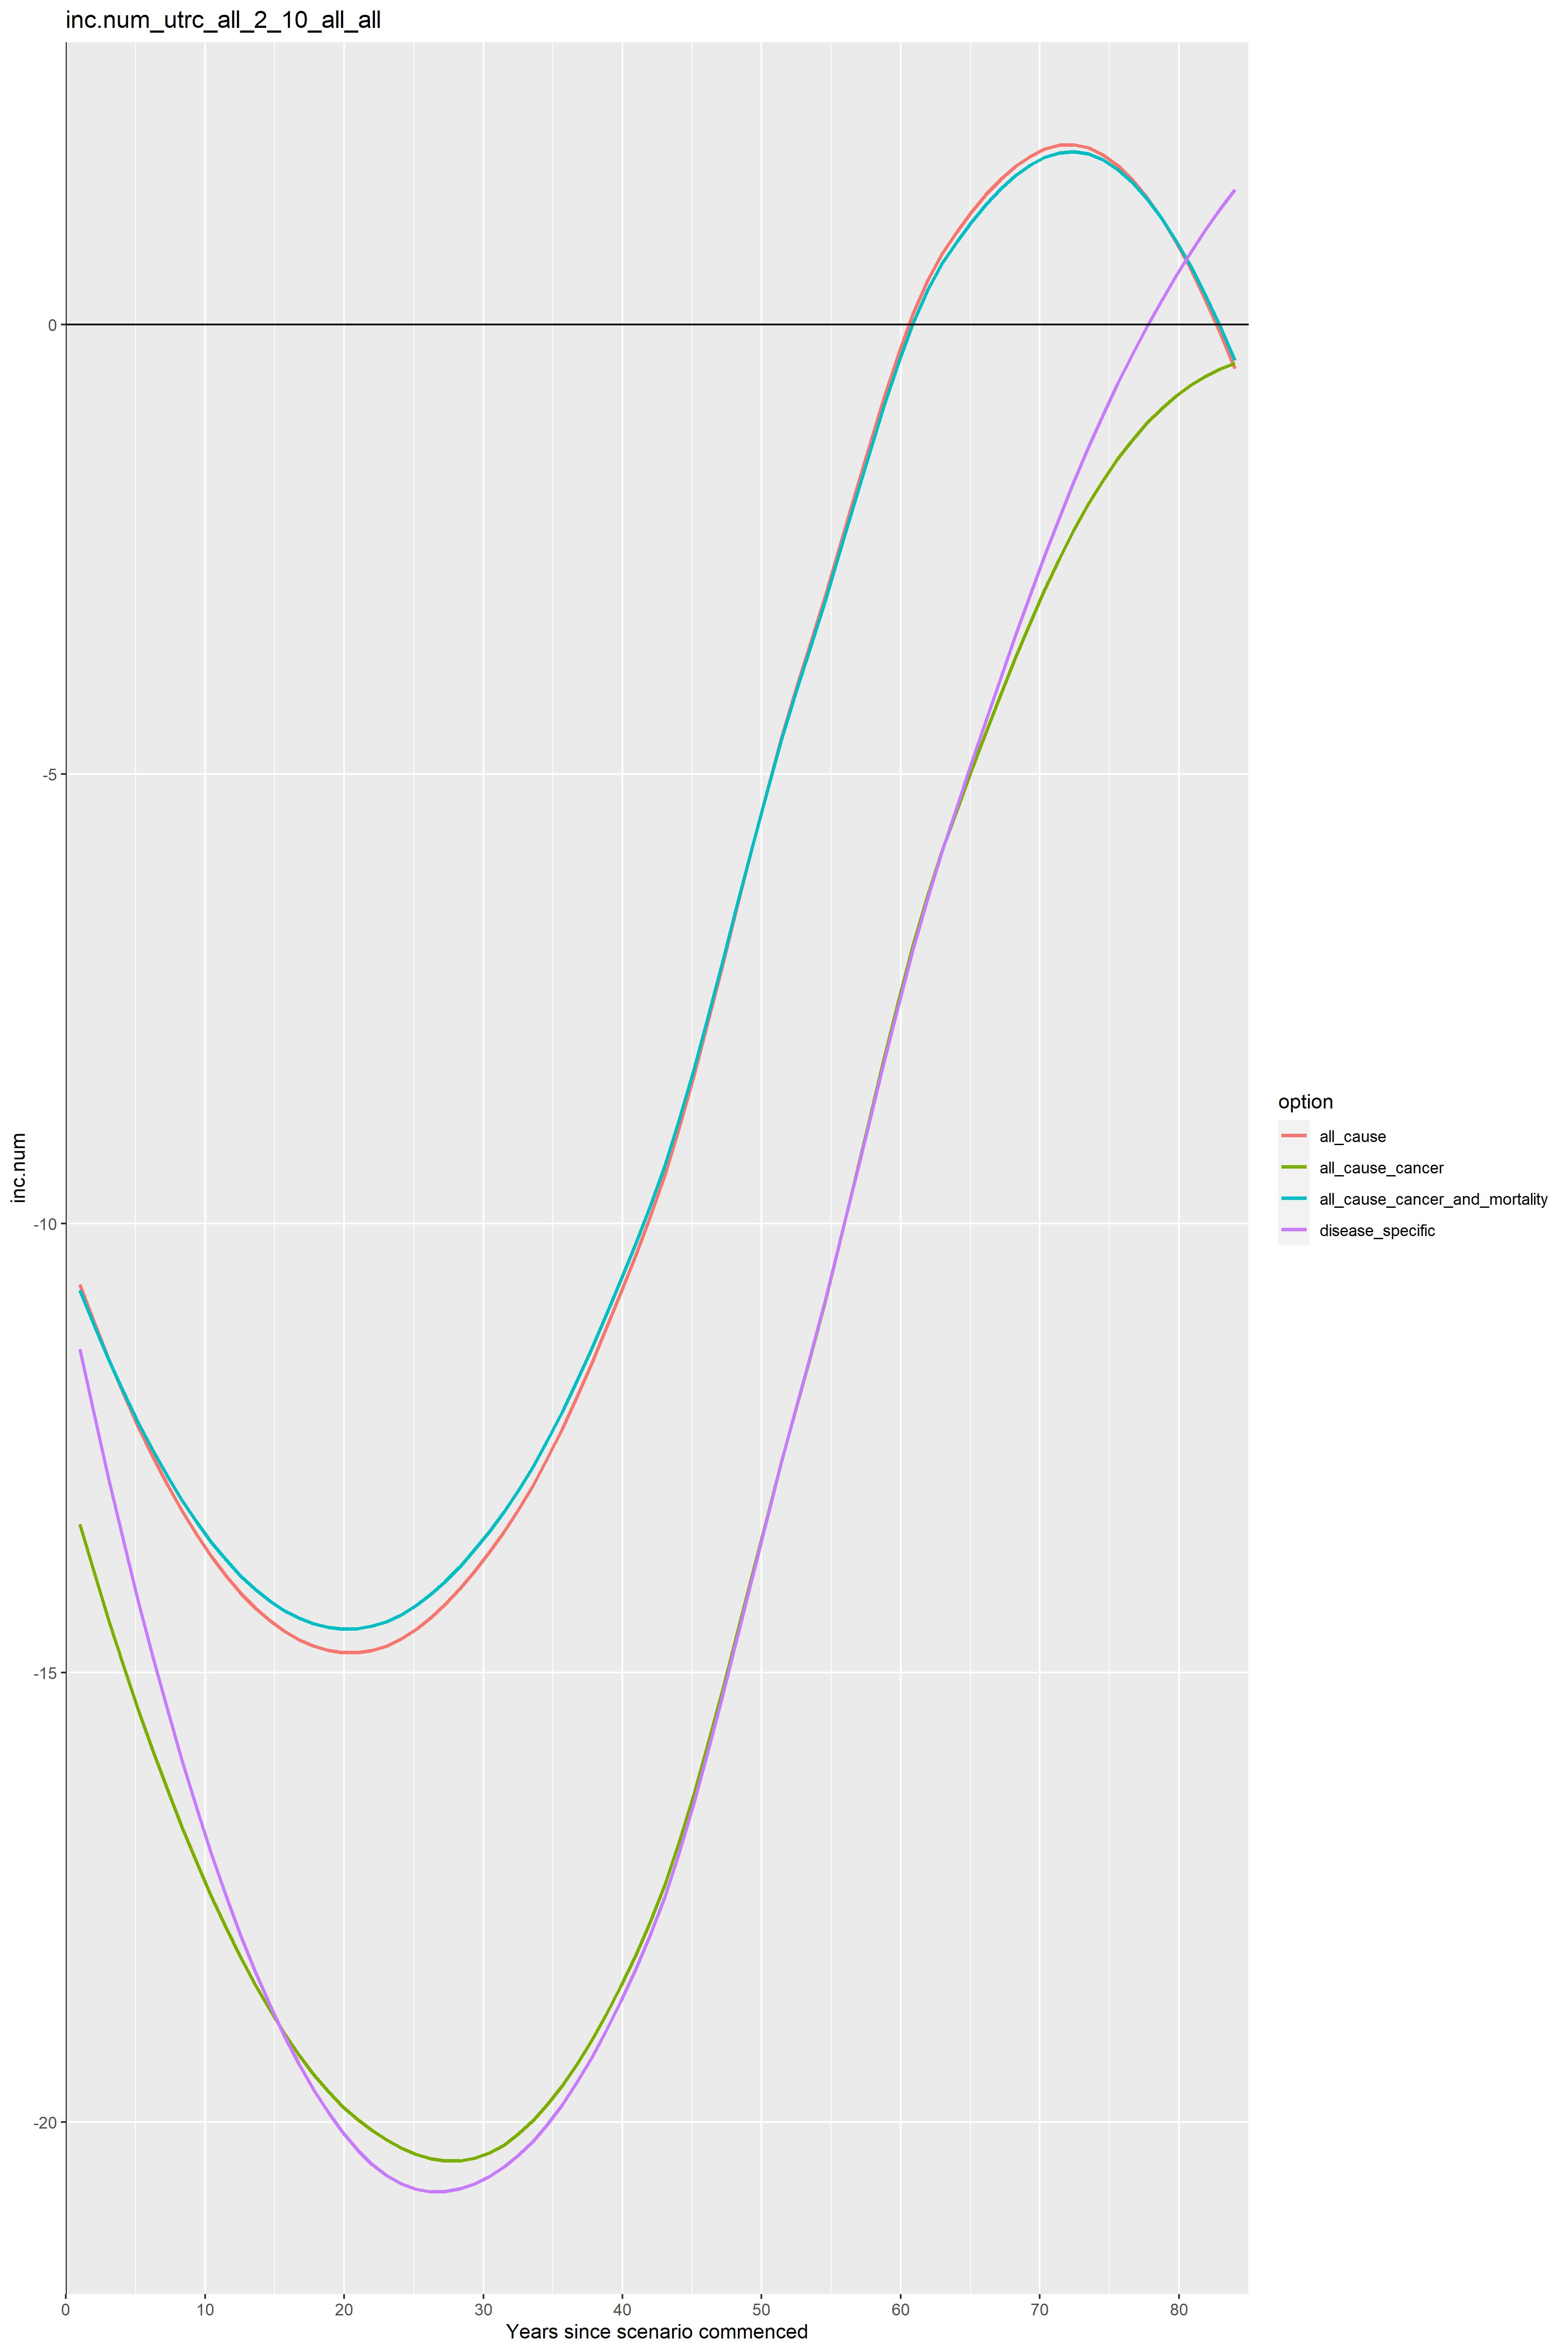 inc.num_utrc_all_2_10_all_all
0
-5
-10
-15
-20
inc.num
0 10 20 30 40 50 60 70 80
Years since scenario commenced
option
all_cause
all_cause_cancer
all_cause_cancer_and_mortality
disease_specific